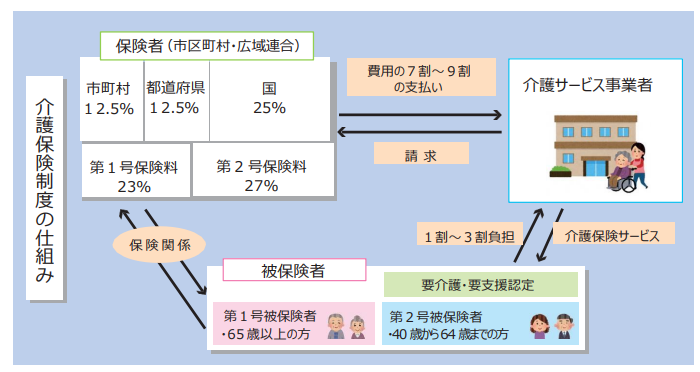 介護保険制度の仕組み
保険者（市区町村・広域連合）
市町村
12.5%
都道府県
12.5%
国
25%
第１号保険料
23%
第２号保険料
27%
費用の７割～９割
の支払い
請 求
介護サービス事業者
保険関係
１割～３割負担
介護保険サービス
被保険者
要介護・要支援認定
第１号被保険者
・65歳以上の方
第２号被保険者
・40歳から64歳までの方